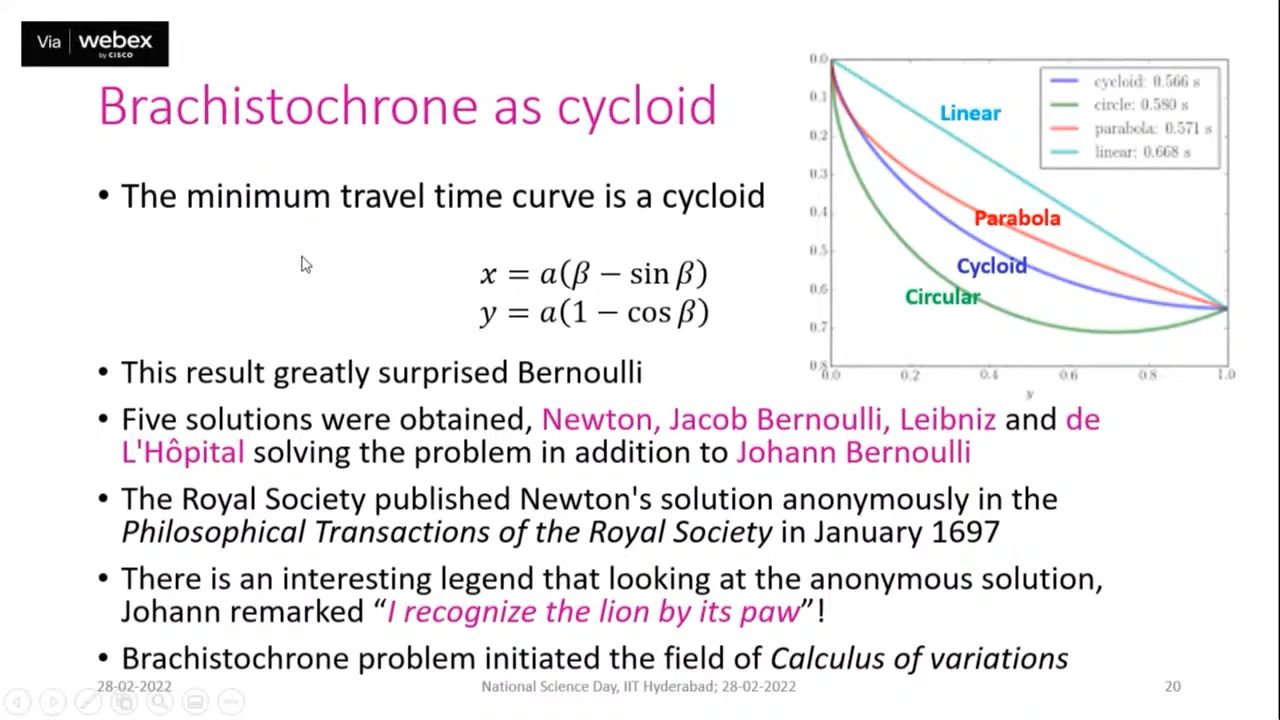 Via webex
by CISCO
Brachistochrone as cycloid
• The minimum travel time curve is a cycloid
x = a(β − sin β)
y = a(1 − cos β)
• This result greatly surprised Bernoulli
• Five solutions were obtained, Newton, Jacob Bernoulli, Leibniz and de
L'Hôpital solving the problem in addition to Johann Bernoulli
• The Royal Society published Newton's solution anonymously in the
Philosophical Transactions of the Royal Society in January 1697
• There is an interesting legend that looking at the anonymous solution,
Johann remarked “I recognize the lion by its paw”!
• Brachistochrone problem initiated the field of Calculus of variations
0.0
0.1
0.2
0.3
0.4
0.5
0.6
0.7
0.8
0.0 0.2 0.4 0.6 0.8 1.0
y
cycloid: 0.566 s
circle: 0.580 s
parabola: 0.571 s
linear: 0.668 s
Linear
Parabola
Cycloid
Circular
28-02-2022 National Science Day, IIT Hyderabad; 28-02-2022 20